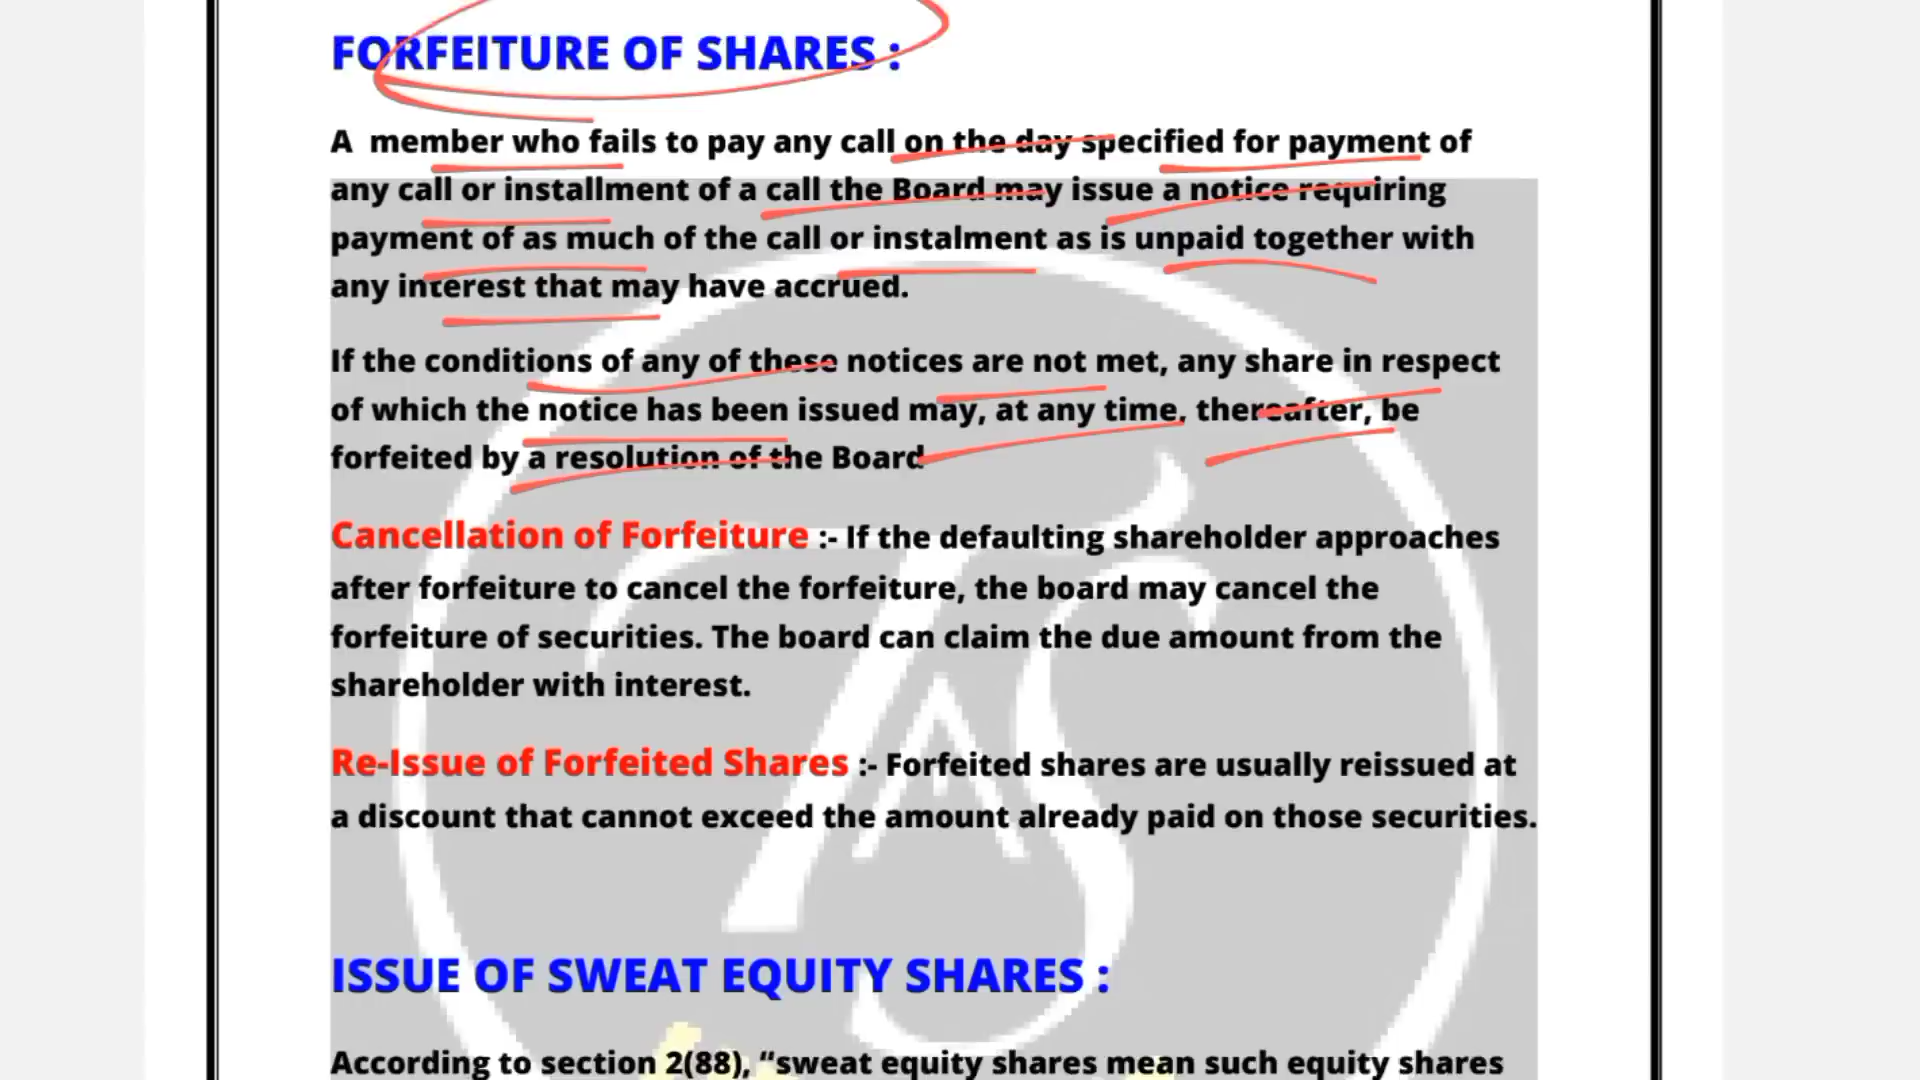 FORFEITURE OF SHARES :
A member who fails to pay any call on the day specified for payment of
any call or installment of a call the Board may issue a notice requiring
payment of as much of the call or instalment as is unpaid together with
any interest that may have accrued.
If the conditions of any of these notices are not met, any share in respect
of which the notice has been issued may, at any time, thereafter, be
forfeited by a resolution of the Board
Cancellation of Forfeiture :- If the defaulting shareholder approaches
after forfeiture to cancel the forfeiture, the board may cancel the
forfeiture of securities. The board can claim the due amount from the
shareholder with interest.
Re-Issue of Forfeited Shares :- Forfeited shares are usually reissued at
a discount that cannot exceed the amount already paid on those securities.
ISSUE OF SWEAT EQUITY SHARES :
According to section 2(88), “sweat equity shares mean such equity shares